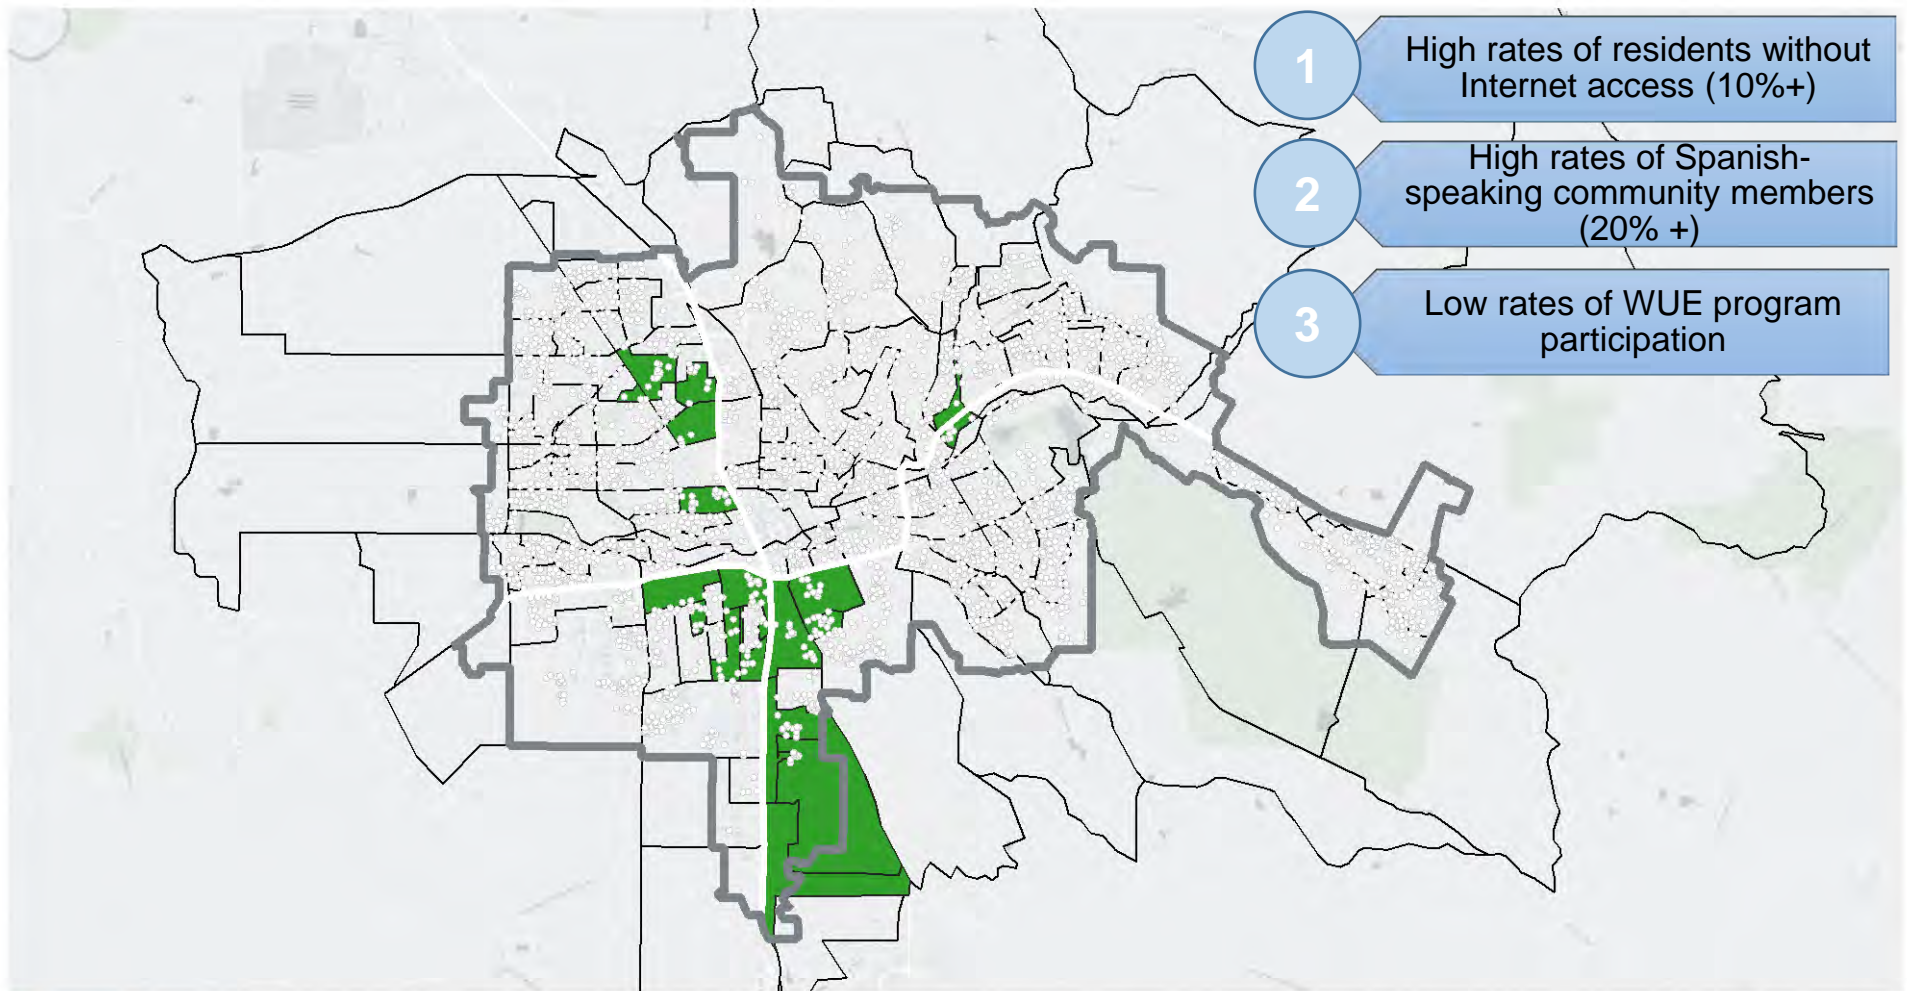 1
High rates of residents without
Internet access (10%+)
2
High rates of Spanish-
speaking community members
(20% +)
3
Low rates of WUE program
participation